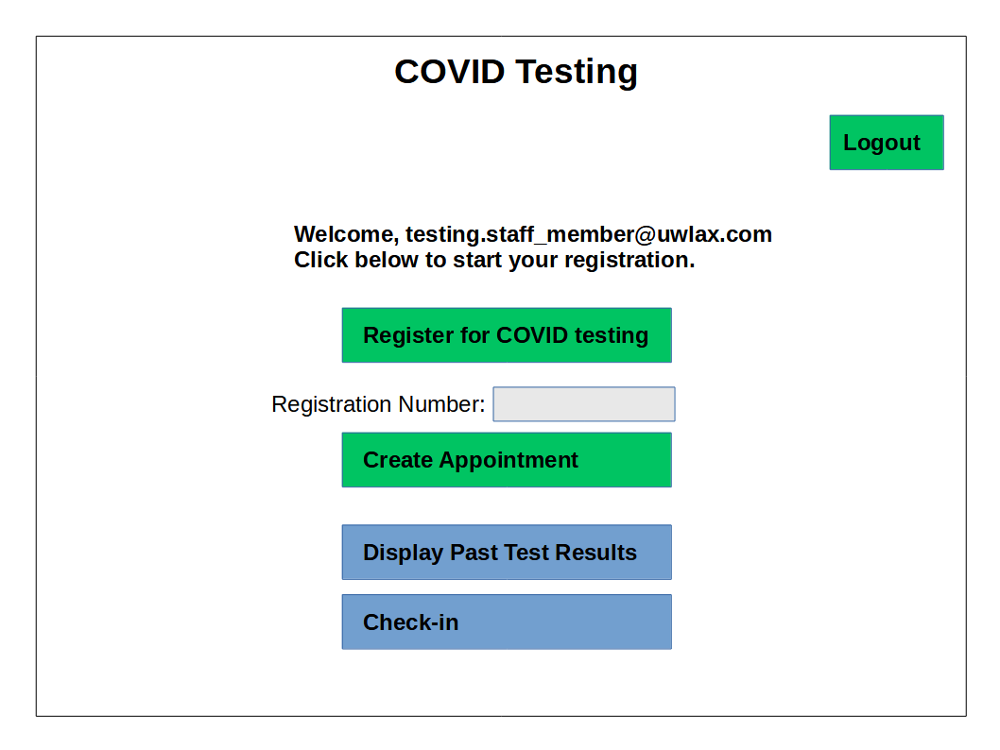 COVID Testing
Logout
Welcome, testing.staff_member@uwlax.com
Click below to start your registration.
Register for COVID testing
Registration Number:
Create Appointment
Display Past Test Results
Check-in